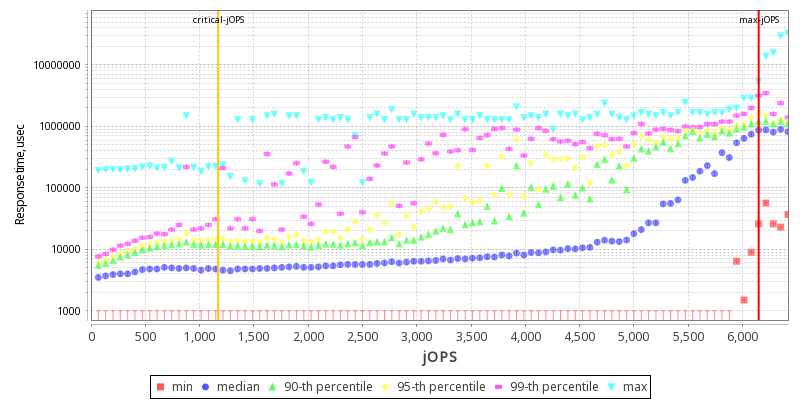 critical-jOPS max-jOPS
10000000
1000000
100000
10000
1000
Response time, usec
0 500 1,000 1,500 2,000 2,500 3,000 3,500 4,000 4,500 5,000 5,500 6,000
jOPS
min median 90-th percentile 95-th percentile 99-th percentile max